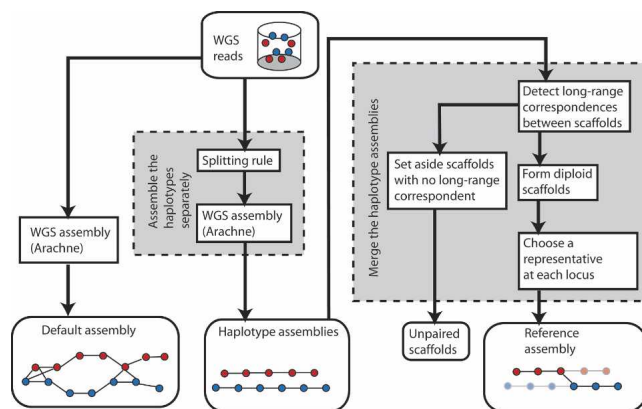 WGS
reads
Assemble the
haplotypes
separately
Splitting rule
WGS assembly
(Arachne)
WGS assembly
(Arachne)
Default assembly
Haplotype assemblies
Merge the haplotype assemblies
Detect long-range
correspondences
between scaffolds
Set aside scaffolds
with no long-range
correspondent
Form diploid
scaffolds
Choose a
representative
at each locus
Unpaired
scaffolds
Reference
assembly